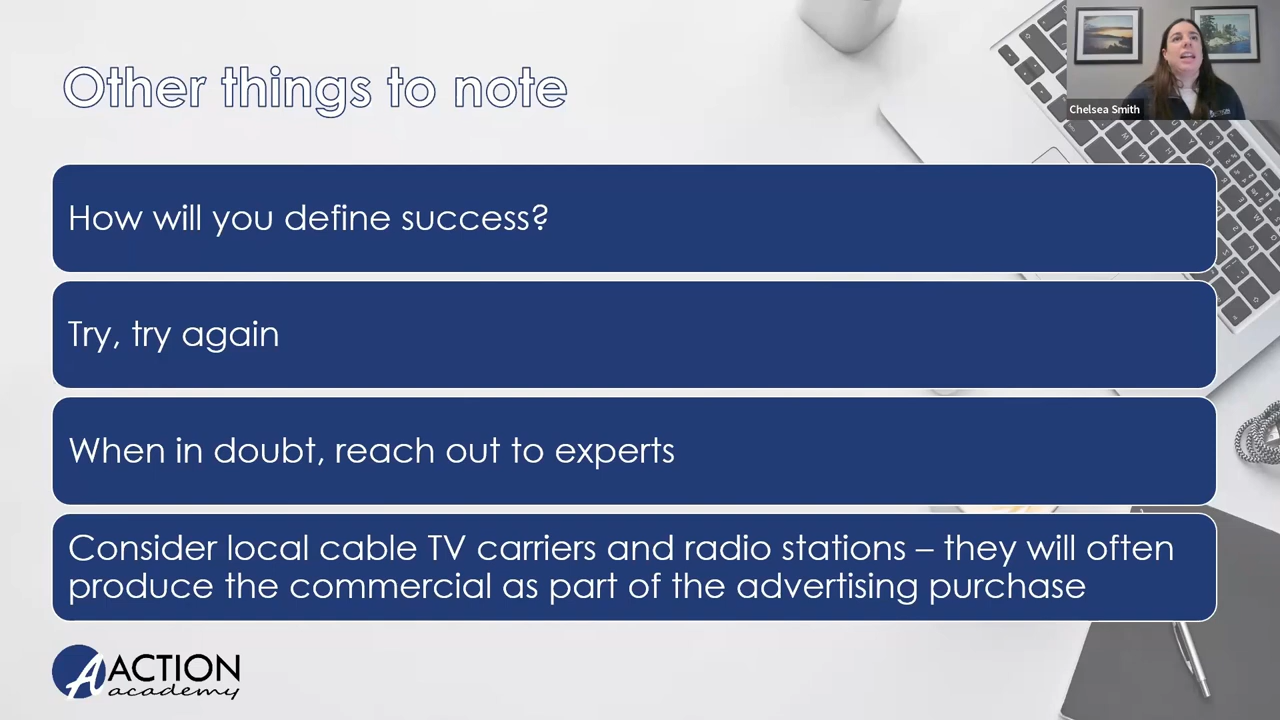 Other things to note
Chelsea Smith
How will you define success?
Try, try again
When in doubt, reach out to experts
Consider local cable TV carriers and radio stations – they will often
produce the commercial as part of the advertising purchase
A ACTION
academy